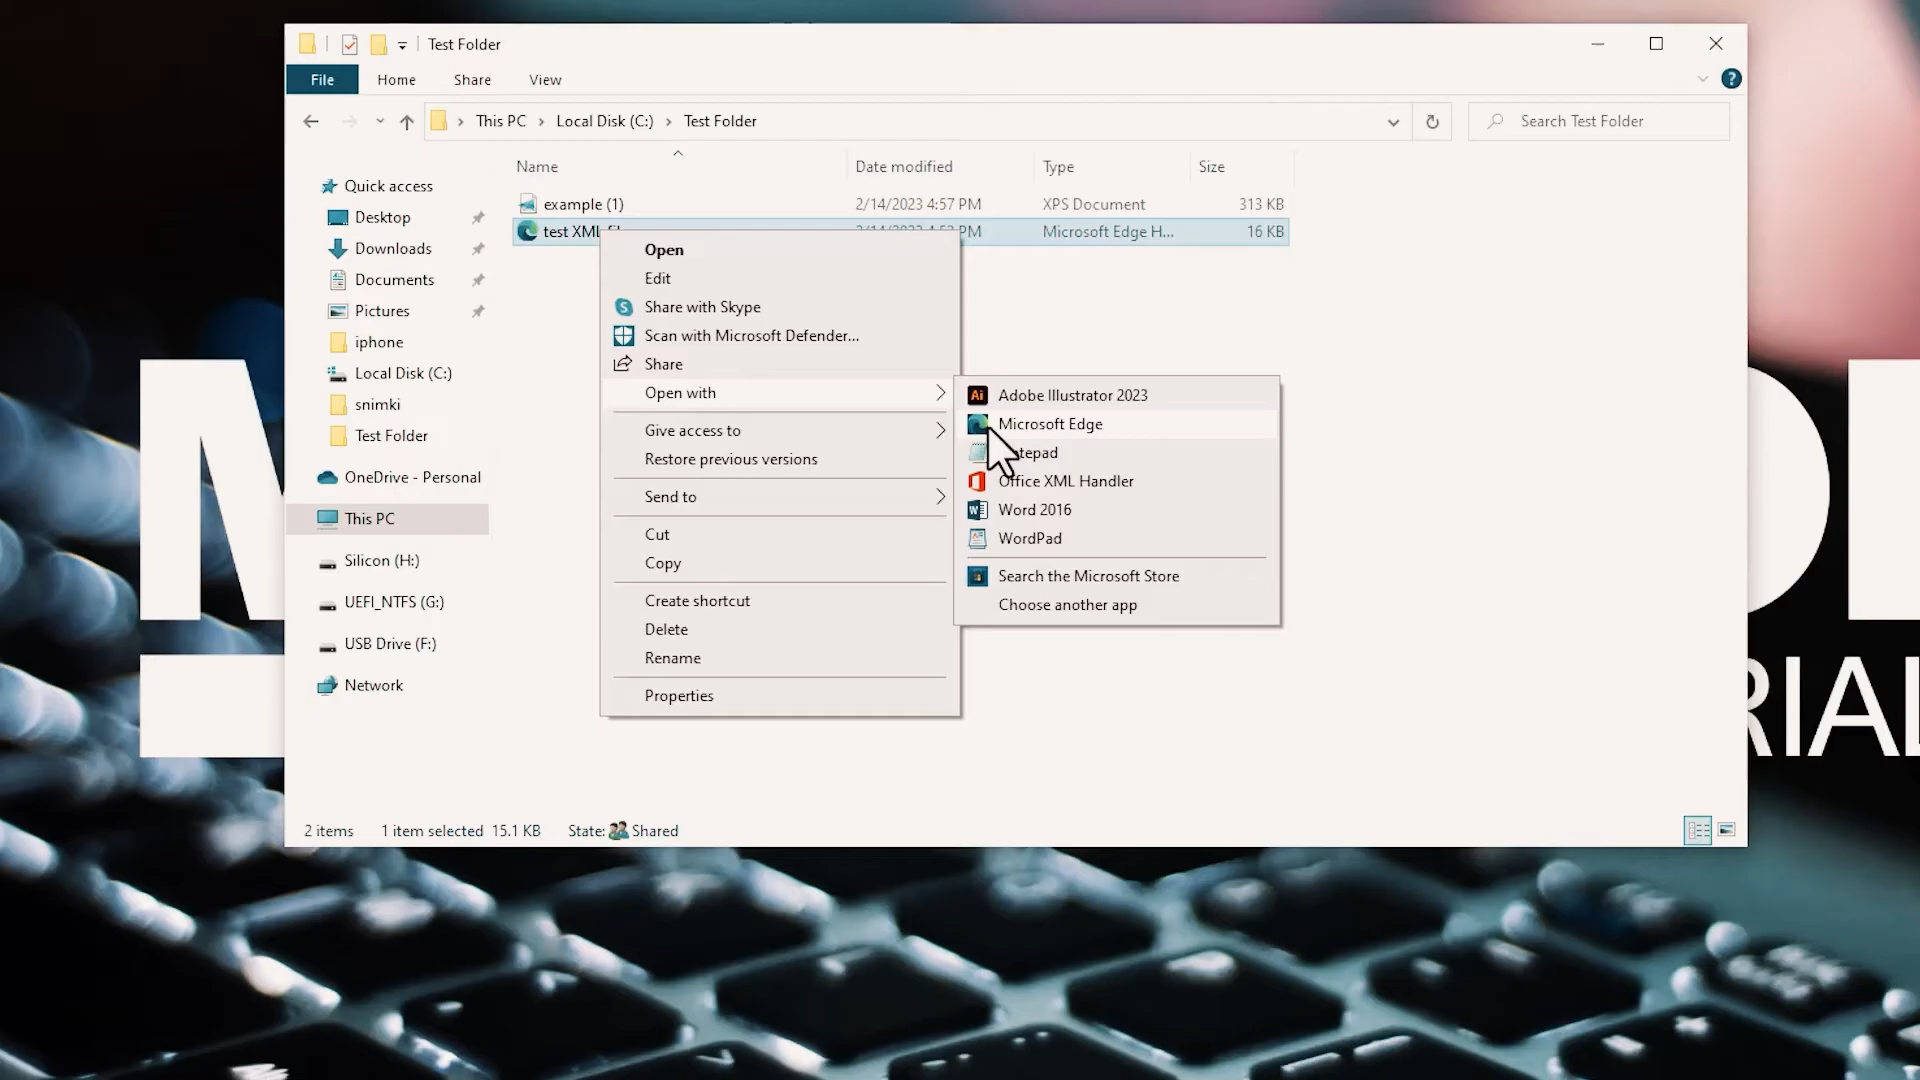 Test Folder
File Home Share View
This PC Local Disk (C:) Test Folder
Search Test Folder
Name Date modified Type Size
example (1) 2/14/2023 4:57 PM XPS Document 313 KB
test XML PM Microsoft Edge H... 16 KB
Quick access
Desktop
Downloads
Documents
Pictures
iphone
Local Disk (C:)
snimki
Test Folder
OneDrive - Personal
This PC
Silicon (H:)
UEFI_NTFS (G:)
USB Drive (F:)
Network
Open
Edit
Share with Skype
Scan with Microsoft Defender...
Share
Open with
Give access to
Restore previous versions
Send to
Cut
Copy
Create shortcut
Delete
Rename
Properties
Adobe Illustrator 2023
Microsoft Edge
tepad
Office XML Handler
Word 2016
WordPad
Search the Microsoft Store
Choose another app
2 items 1 item selected 15.1 KB State: Shared
RIAL